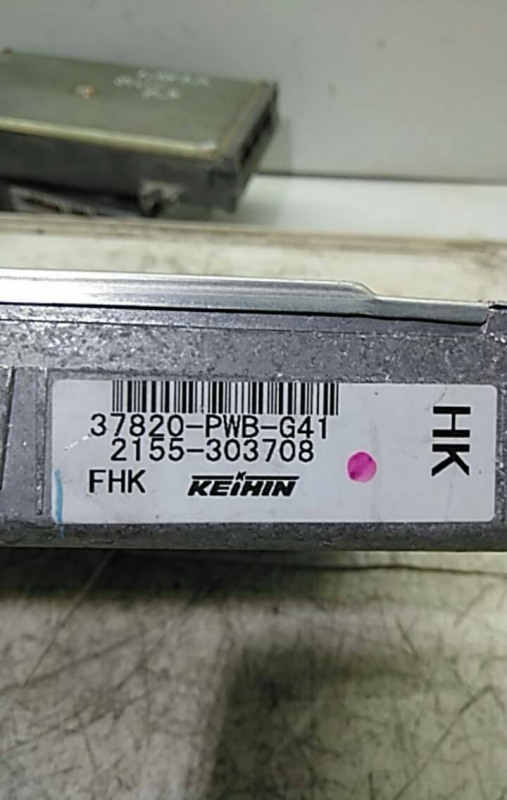 37820-PWB-G41
2155-303708
FHK KEIHIN
HK